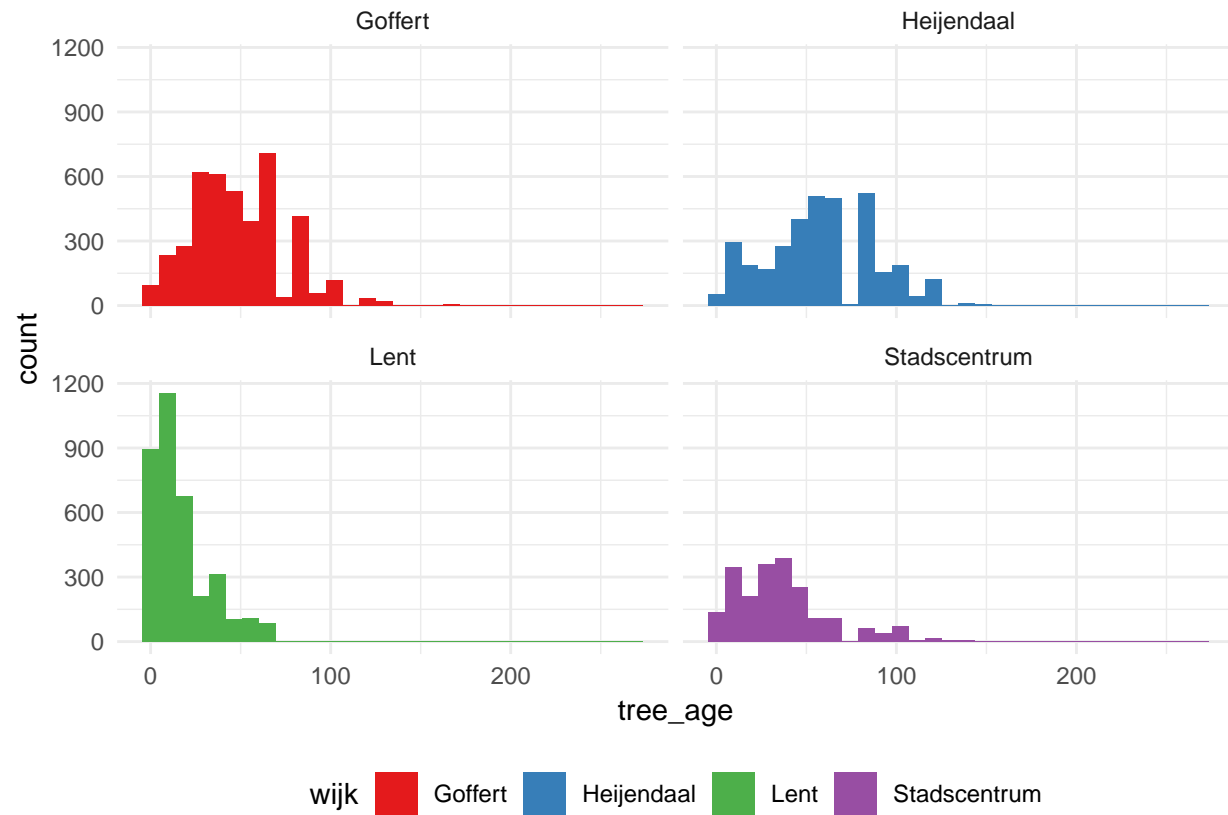 Goffert
Heijendaal
1200
900
600
300
0
count
Lent
Stadscentrum
1200
900
600
300
0
0 100 200
0 100 200
tree_age
wijk Goffert Heijendaal Lent Stadscentrum